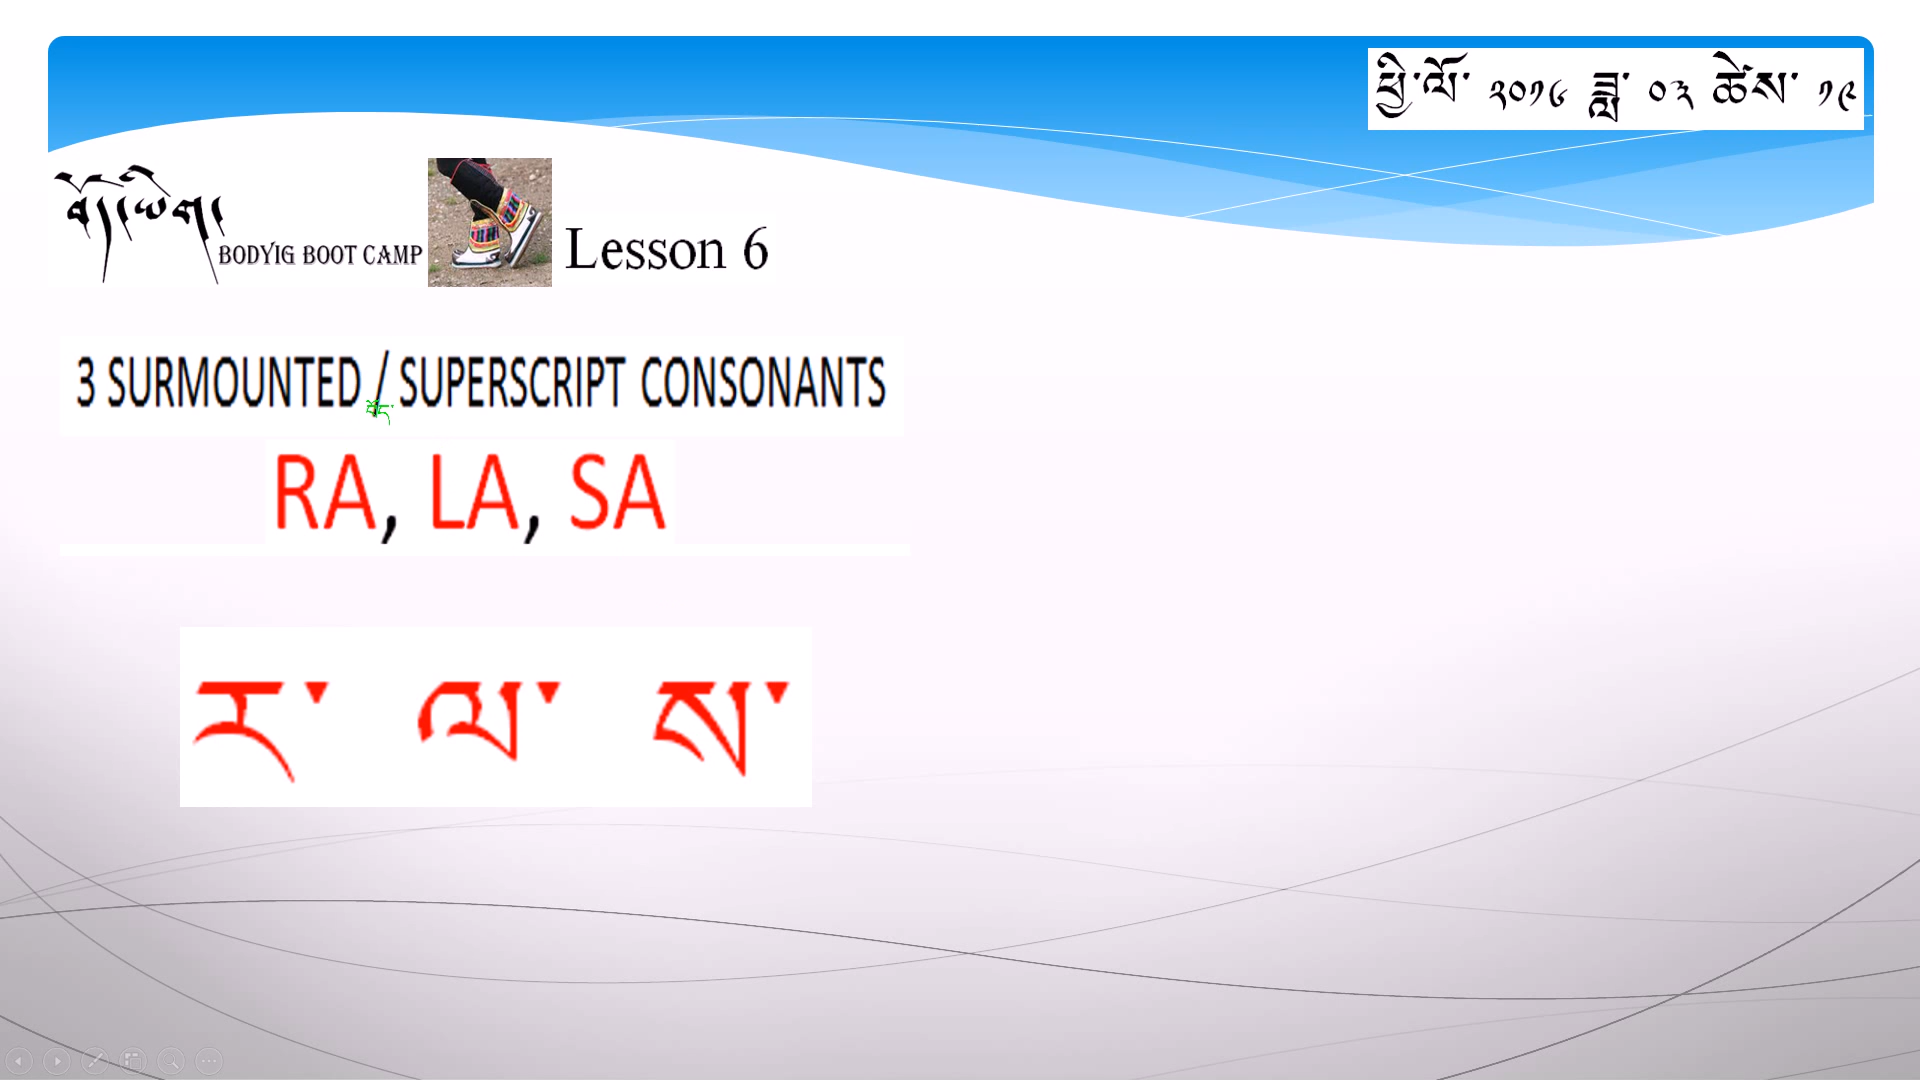 ཕྱི་ལོ་ ༢༠༡༦ ཟླ་ ༠༣ ཚེས་ ༡༩
བོད་ཡིག
BODYIG BOOT CAMP
Lesson 6
3 SURMOUNTED / SUPERSCRIPT CONSONANTS
RA, LA, SA
ར་ ལ་ ས་